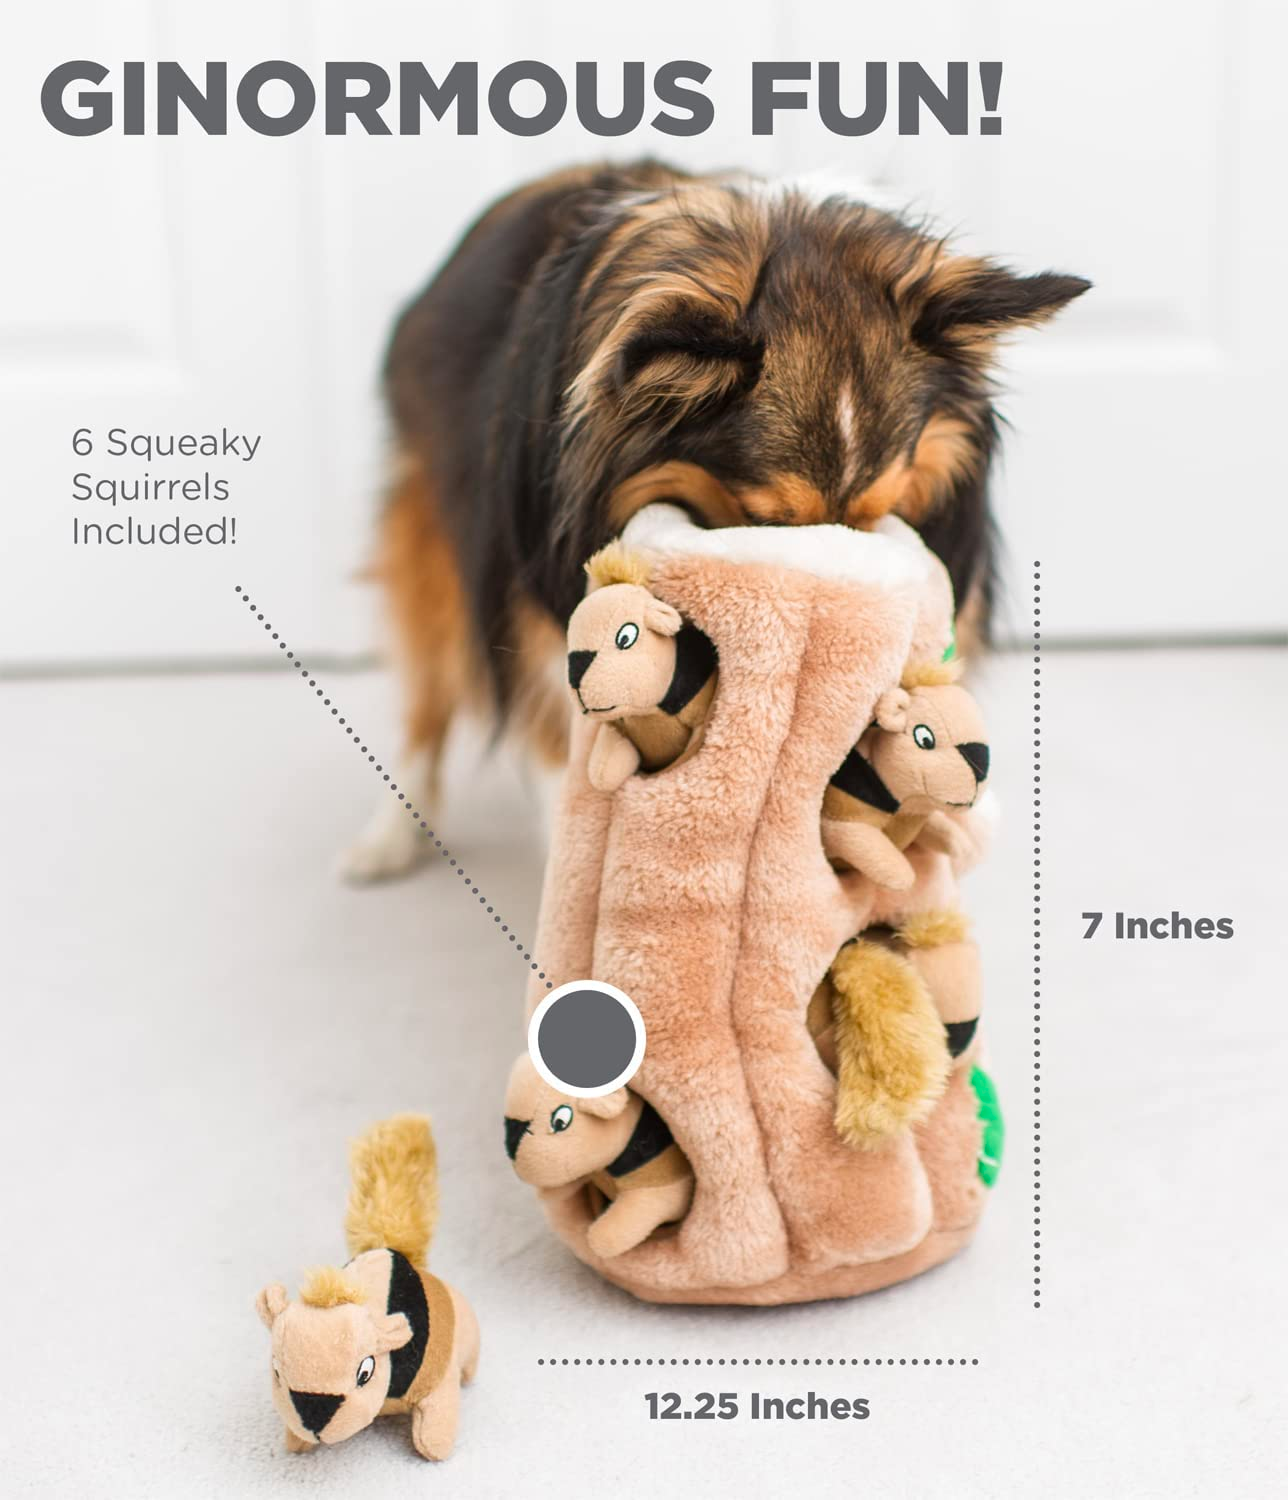 GINORMOUS FUN!
6 Squeaky
Squirrels
Included!
7 Inches
12.25 Inches